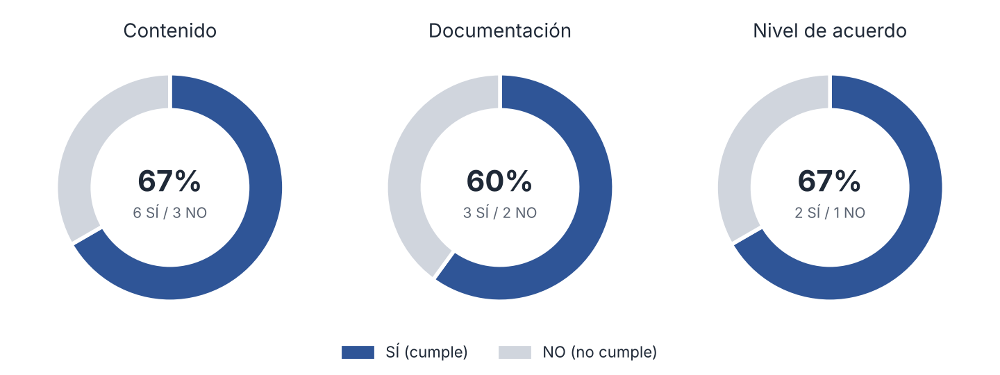 Contenido
Documentación
Nivel de acuerdo
67%
6 SÍ / 3 NO
60%
3 SÍ / 2 NO
67%
2 SÍ / 1 NO
SÍ (cumple)
NO (no cumple)